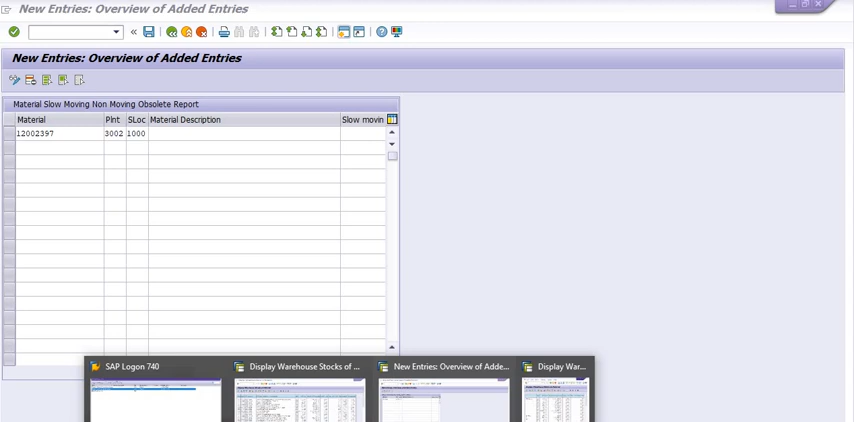 New Entries: Overview of Added Entries
New Entries: Overview of Added Entries
Material Slow Moving Non Moving Obsolete Report
Material Plnt SLoc Material Description Slow movin
12002397 3002 1000
SAP Logon 740 Display Warehouse Stocks of ... New Entries: Overview of Adde... Display War...